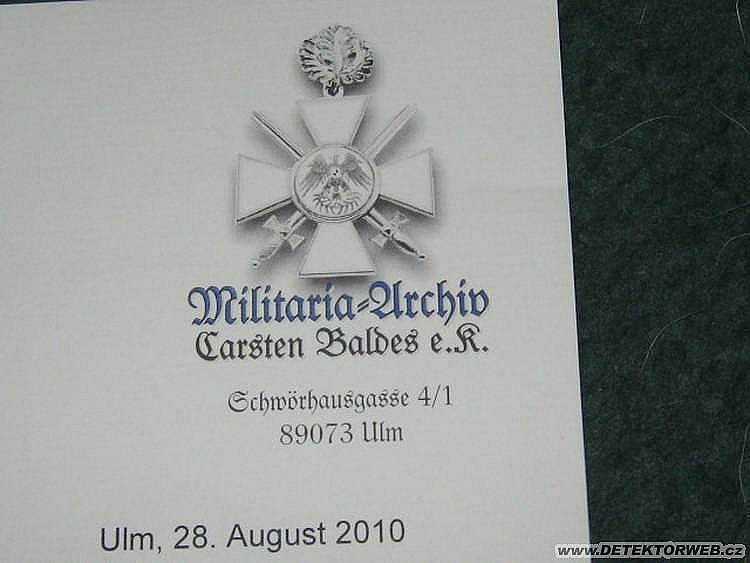 Militaria-Archiv
Carsten Baldes e.K.
Schwörhausgasse 4/1
89073 Ulm
Ulm, 28. August 2010
www.DETEKTORWEB.cz